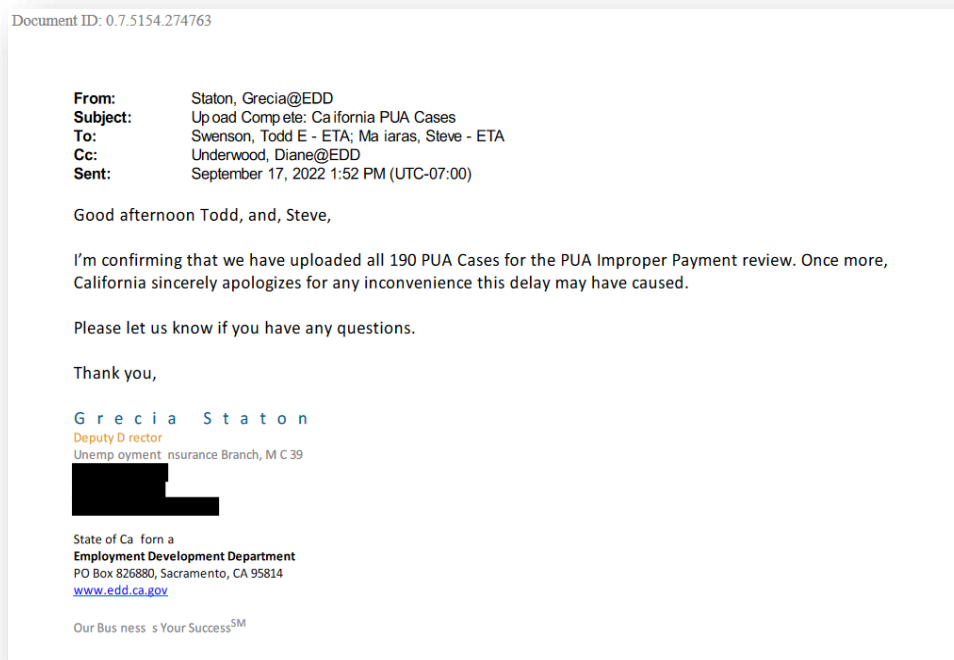 Document ID: 0.7.5154.274763
From: Staton, Grecia@EDD
Subject: Up oad Comp ete: Ca ifornia PUA Cases
To: Swenson, Todd E - ETA; Ma iaras, Steve - ETA
Cc: Underwood, Diane@EDD
Sent: September 17, 2022 1:52 PM (UTC-07:00)
Good afternoon Todd, and, Steve,
I'm confirming that we have uploaded all 190 PUA Cases for the PUA Improper Payment review. Once more,
California sincerely apologizes for any inconvenience this delay may have caused.
Please let us know if you have any questions.
Thank you,
Grecia Staton
Deputy D rector
Unemp oyment nsurance Branch, M C 39
State of Ca forn a
Employment Development Department
PO Box 826880, Sacramento, CA 95814
www.edd.ca.gov
Our Bus ness s Your Success℠